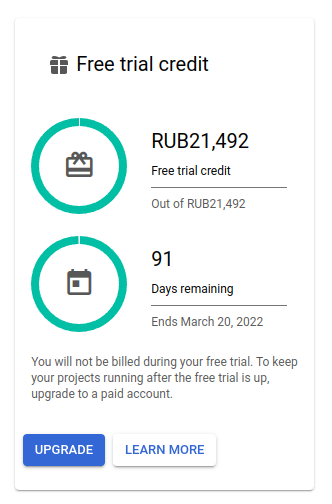 Free trial credit
RUB21,492
Free trial credit
Out of RUB21,492
91
Days remaining
Ends March 20, 2022
You will not be billed during your free trial. To keep
your projects running after the free trial is up,
upgrade to a paid account.
UPGRADE
LEARN MORE